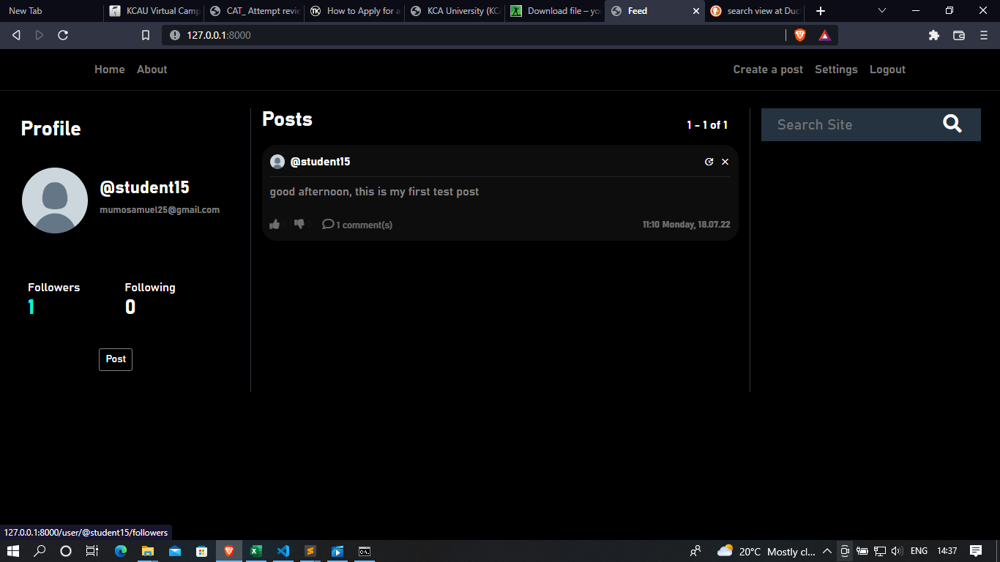 New Tab
KCAU Virtual Camp
CAT_ Attempt revie
TK
How to Apply for a
KCA University (KCA
Download file – yo
Feed
search view at Duc
127.0.0.1:8000
Home About
Create a post Settings Logout
Profile
Posts
1 - 1 of 1
Search Site
@student15
mumosamuel25@gmail.com
@student15
good afternoon, this is my first test post
1 comment(s)
11:10 Monday, 18.07.22
Followers Following
1 0
Post
127.0.0.1:8000/user/@student15/followers
20°C Mostly cl... ENG 14:37